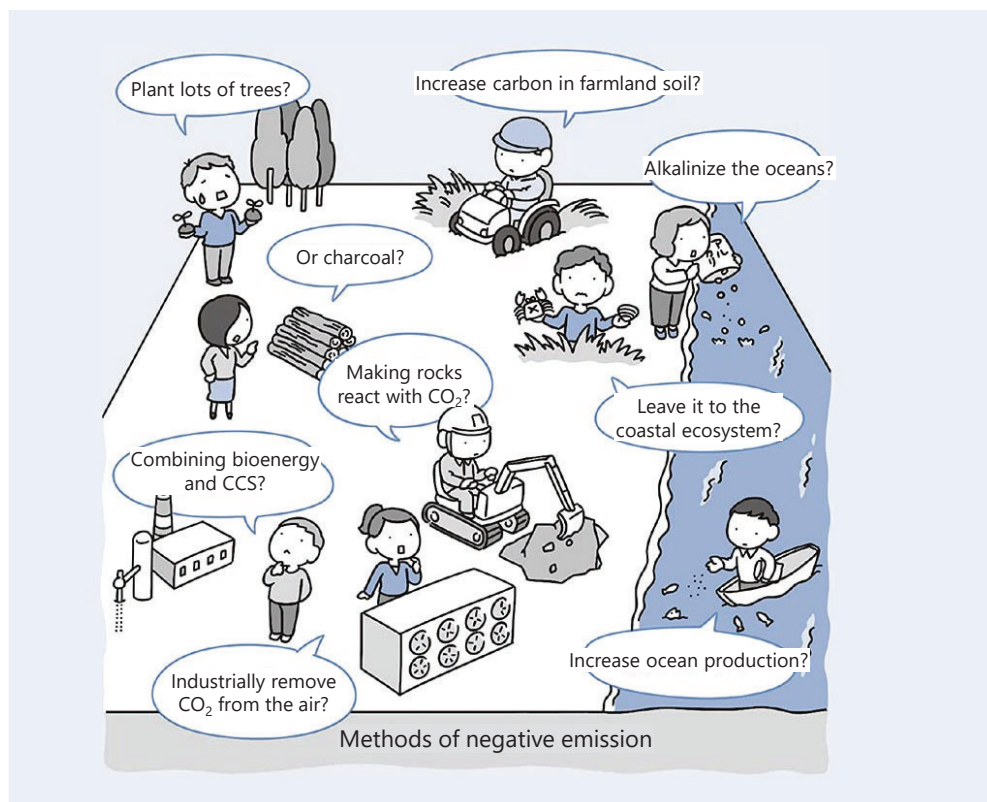 Plant lots of trees?
Increase carbon in farmland soil?
Alkalinize the oceans?
Or charcoal?
Making rocks
react with CO₂?
Leave it to the
coastal ecosystem?
Combining bioenergy
and CCS?
Increase ocean production?
Industrially remove
CO₂ from the air?
Methods of negative emission